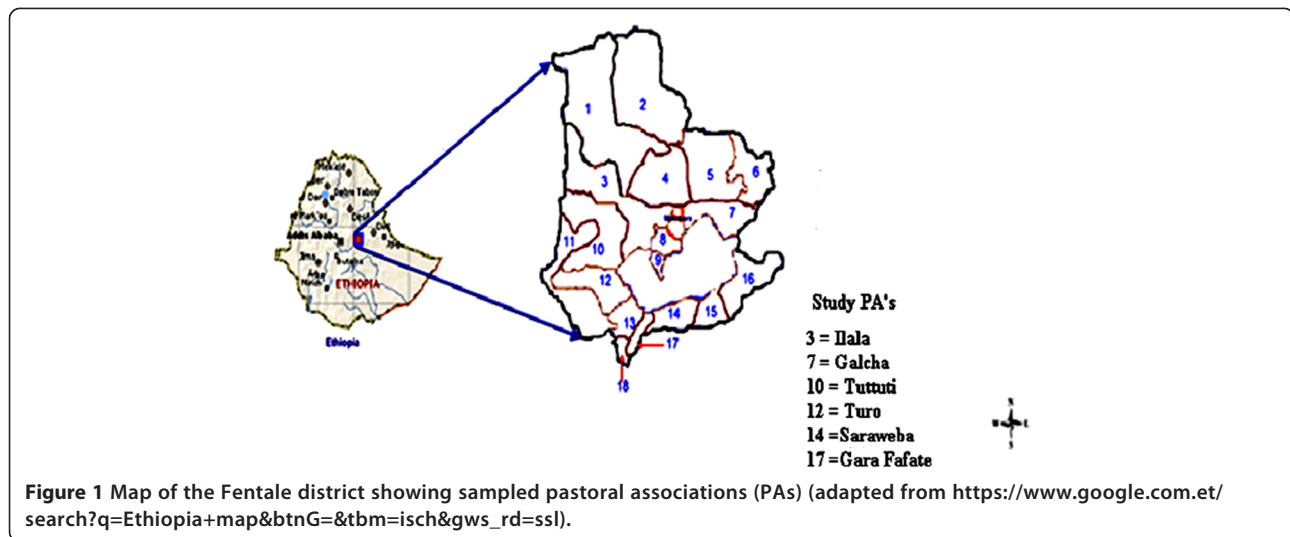 1
2
3
4
5
6
7
8
9
10
11
12
13
14
15
16
17
18
Addis Ababa
ETHIOPIA
Ethiopia
Study PA's
3 = Ilala
7 = Galcha
10 = Tuttuti
12 = Turo
14 =Saraweba
17 =Gara Fafate
N
S
Figure 1 Map of the Fentale district showing sampled pastoral associations (PAs) (adapted from https://www.google.com.et/
search?q=Ethiopia+map&btnG=&tbm=isch&gws_rd=ssl).